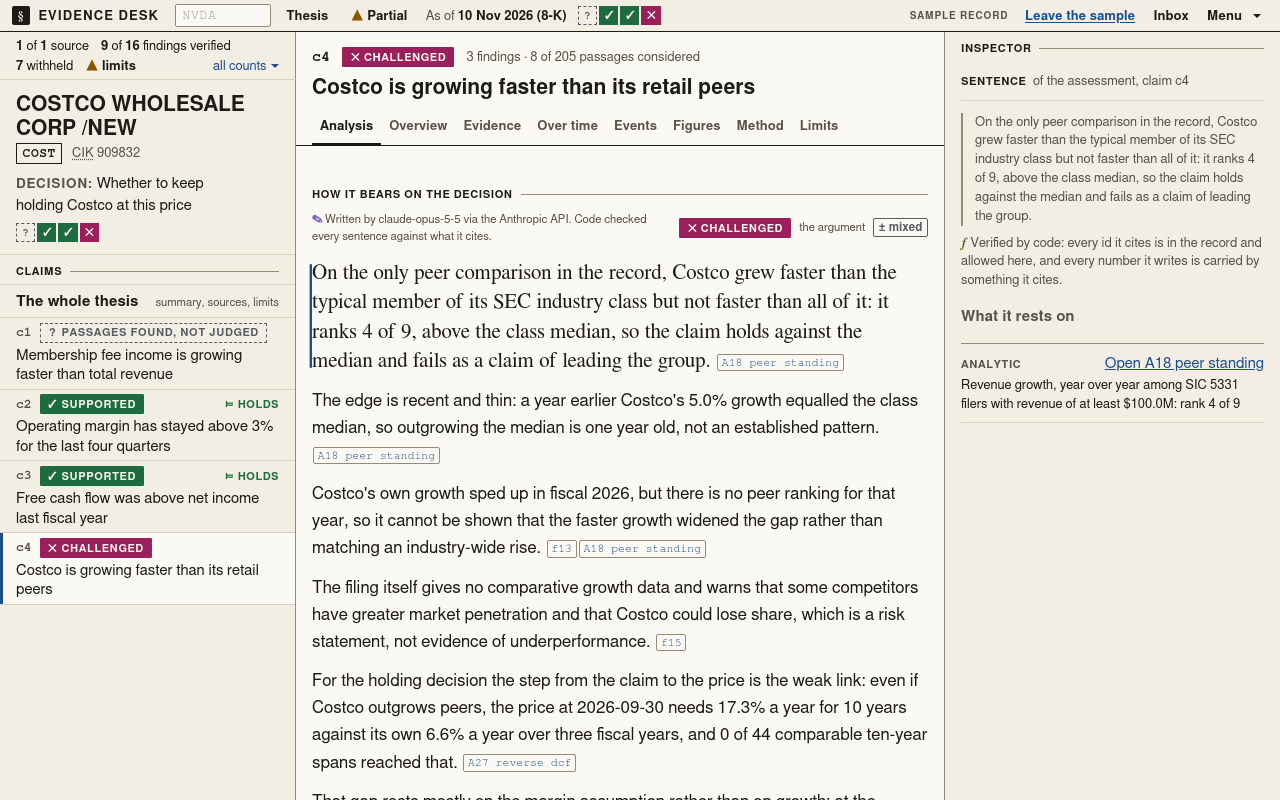 § EVIDENCE DESK NVDA Thesis ▲ Partial As of 10 Nov 2026 (8-K) ? ✓ ✓ ✕ SAMPLE RECORD Leave the sample Inbox Menu
1 of 1 source 9 of 16 findings verified
7 withheld ▲ limits all counts
COSTCO WHOLESALE
CORP /NEW
COST CIK 909832
DECISION: Whether to keep
holding Costco at this price
? ✓ ✓ ✕
CLAIMS
The whole thesis summary, sources, limits
c1 ? PASSAGES FOUND, NOT JUDGED
Membership fee income is growing
faster than total revenue
c2 ✓ SUPPORTED ⊨ HOLDS
Operating margin has stayed above 3%
for the last four quarters
c3 ✓ SUPPORTED ⊨ HOLDS
Free cash flow was above net income
last fiscal year
c4 ✕ CHALLENGED
Costco is growing faster than its retail
peers
c4 ✕ CHALLENGED 3 findings · 8 of 205 passages considered
Costco is growing faster than its retail peers
Analysis Overview Evidence Over time Events Figures Method Limits
HOW IT BEARS ON THE DECISION
✎ Written by claude-opus-5-5 via the Anthropic API. Code checked
every sentence against what it cites.
✕ CHALLENGED the argument ± mixed
On the only peer comparison in the record, Costco grew faster than the
typical member of its SEC industry class but not faster than all of it: it
ranks 4 of 9, above the class median, so the claim holds against the
median and fails as a claim of leading the group. A18 peer standing
The edge is recent and thin: a year earlier Costco's 5.0% growth equalled the class
median, so outgrowing the median is one year old, not an established pattern.
A18 peer standing
Costco's own growth sped up in fiscal 2026, but there is no peer ranking for that
year, so it cannot be shown that the faster growth widened the gap rather than
matching an industry-wide rise. f13 A18 peer standing
The filing itself gives no comparative growth data and warns that some competitors
have greater market penetration and that Costco could lose share, which is a risk
statement, not evidence of underperformance. f15
For the holding decision the step from the claim to the price is the weak link: even if
Costco outgrows peers, the price at 2026-09-30 needs 17.3% a year for 10 years
against its own 6.6% a year over three fiscal years, and 0 of 44 comparable ten-year
spans reached that. A27 reverse dcf
That gap rests mostly on the margin assumption rather than on growth: at the
INSPECTOR
SENTENCE of the assessment, claim c4
On the only peer comparison in the record, Costco
grew faster than the typical member of its SEC
industry class but not faster than all of it: it ranks 4
of 9, above the class median, so the claim holds
against the median and fails as a claim of leading
the group.
ƒ Verified by code: every id it cites is in the record and
allowed here, and every number it writes is carried by
something it cites.
What it rests on
ANALYTIC Open A18 peer standing
Revenue growth, year over year among SIC 5331
filers with revenue of at least $100.0M: rank 4 of 9